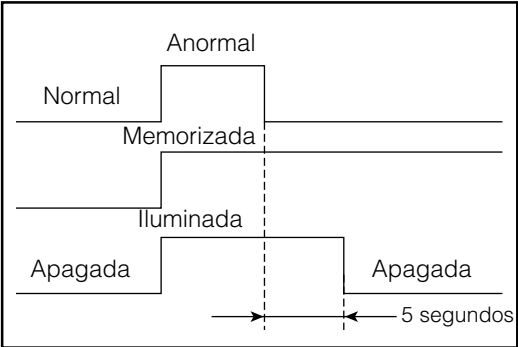 Anormal
Normal
Memorizada
Iluminada
Apagada
Apagada
5 segundos